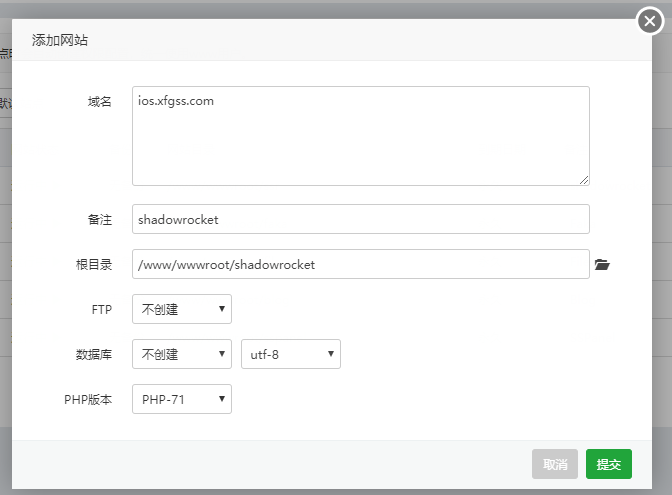 添加网站
域名
ios.xfgss.com
备注
shadowrocket
根目录
/www/wwwroot/shadowrocket
FTP
不创建
数据库
不创建
utf-8
PHP版本
PHP-71
取消
提交